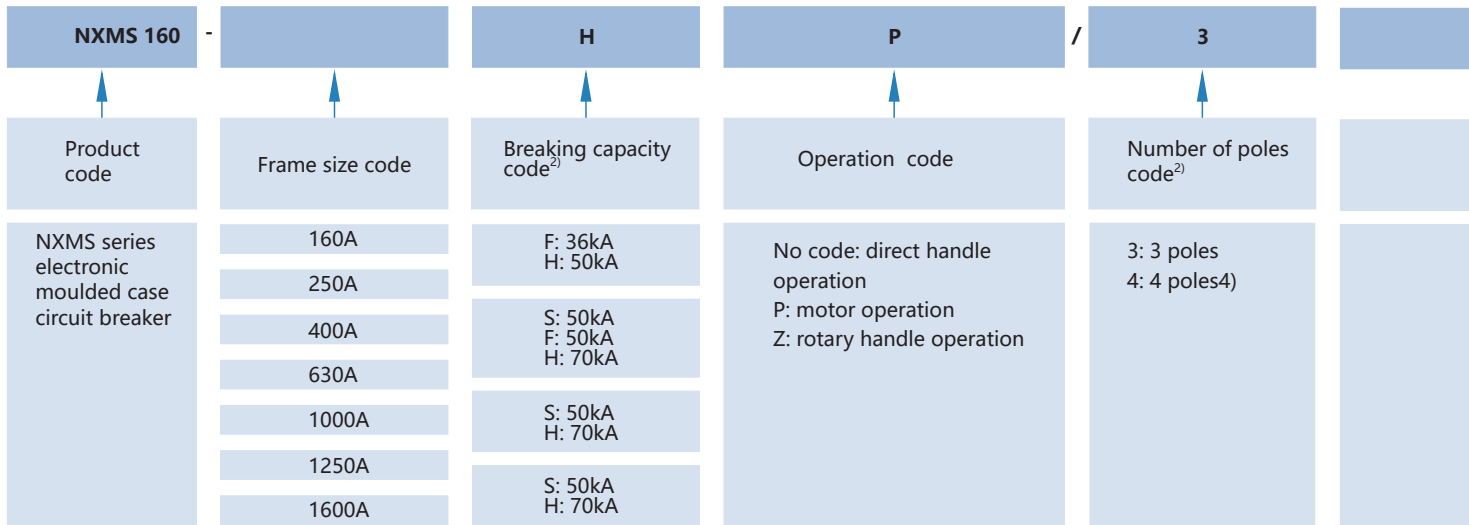 NXMS 160 - H P / 3
Product
code
Frame size code
Breaking capacity
code2)
Operation code
Number of poles
code2)
NXMS series
electronic
moulded case
circuit breaker
160A
250A
400A
630A
1000A
1250A
1600A
F: 36kA
H: 50kA
S: 50kA
F: 50kA
H: 70kA
S: 50kA
H: 70kA
S: 50kA
H: 70kA
No code: direct handle
operation
P: motor operation
Z: rotary handle operation
3: 3 poles
4: 4 poles4)